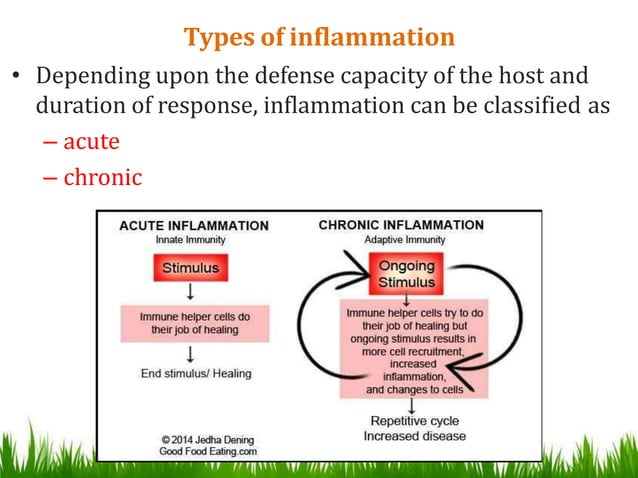 Types of inflammation
• Depending upon the defense capacity of the host and
duration of response, inflammation can be classified as
– acute
– chronic
ACUTE INFLAMMATION
Innate Immunity
Stimulus
Immune helper cells do
their job of healing
End stimulus/ Healing
© 2014 Jedha Dening
Good Food Eating.com
CHRONIC INFLAMMATION
Adaptive Immunity
Ongoing
Stimulus
Immune helper cells try to do
their job of healing but
ongoing stimulus results in
more cell recruitment,
increased
inflammation,
and changes to cells
Repetitive cycle
Increased disease